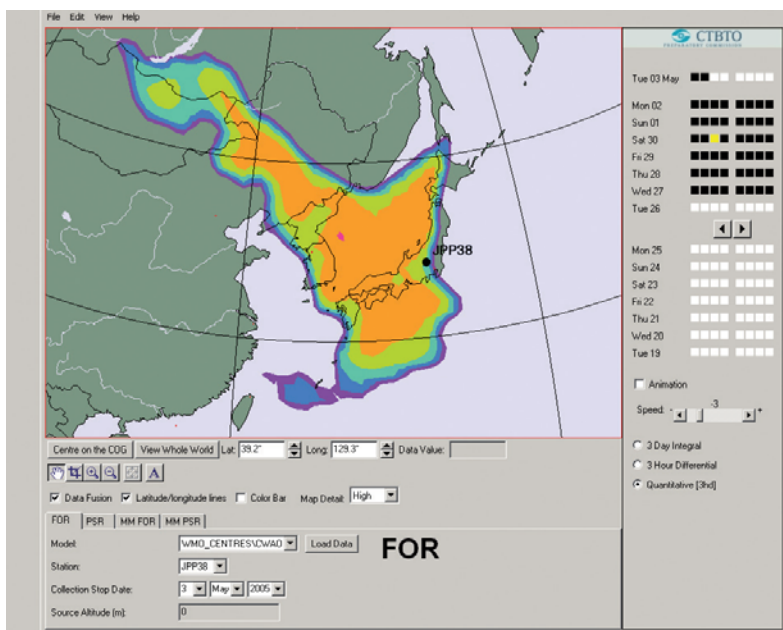 File Edit View Help
CTBTO
PREPARATORY COMMISSION
Tue 03 May
Mon 02
Sun 01
Sat 30
Fri 29
Thu 28
Wed 27
Tue 26
Mon 25
Sun 24
Sat 23
Fri 22
Thu 21
Wed 20
Tue 19
Animation
Speed: - -3 +
3 Day Integral
3 Hour Differential
Quantitative [3hd]
JPP38
Centre on the COG View Whole World Lat: 39.2° Long: 129.3° Data Value:
A
Data Fusion Latitude/longitude lines Color Bar Map Detail: High
FOR PSR MM FOR MM PSR
Model: WMO_CENTRES\CWAO Load Data FOR
Station: JPP38
Collection Stop Date: 3 May 2005
Source Altitude (m): 0